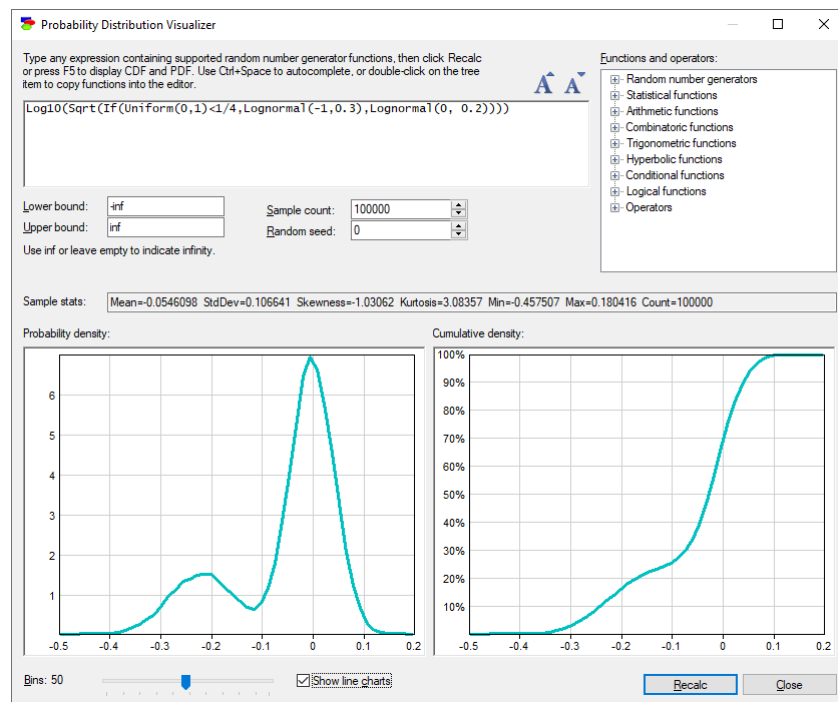 Probability Distribution Visualizer
Type any expression containing supported random number generator functions, then click Recalc
or press F5 to display CDF and PDF. Use Ctrl+Space to autocomplete, or double-click on the tree
item to copy functions into the editor.
A A
Functions and operators:
Log10(Sqrt(If(Uniform(0,1)<1/4,Lognormal(-1,0.3),Lognormal(0, 0.2))))
Random number generators
Statistical functions
Arithmetic functions
Combinatoric functions
Trigonometric functions
Hyperbolic functions
Conditional functions
Logical functions
Operators
Lower bound: -inf
Sample count: 100000
Upper bound: inf
Random seed: 0
Use inf or leave empty to indicate infinity.
Sample stats: Mean=-0.0546098 StdDev=0.106641 Skewness=-1.03062 Kurtosis=3.08357 Min=-0.457507 Max=0.180416 Count=100000
Probability density:
6
5
4
3
2
1
-0.5 -0.4 -0.3 -0.2 -0.1 0 0.1 0.2
Cumulative density:
100%
90%
80%
70%
60%
50%
40%
30%
20%
10%
-0.5 -0.4 -0.3 -0.2 -0.1 0 0.1 0.2
Bins: 50
Show line charts
Recalc
Close